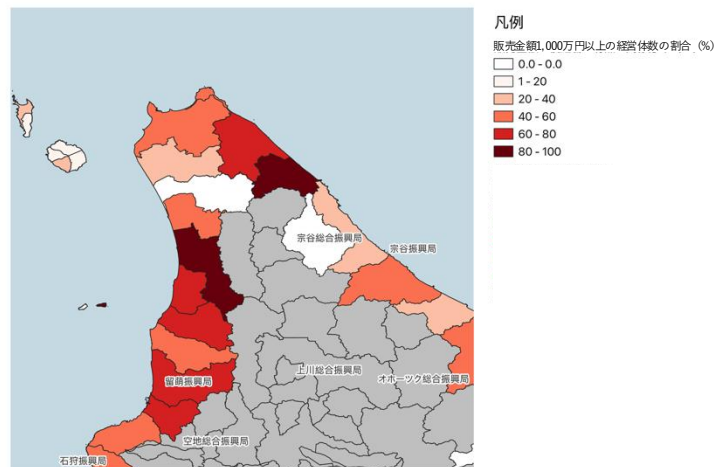 凡例
販売金額1,000万円以上の経営体数の割合 (%)
0.0 - 0.0
1 - 20
20 - 40
40 - 60
60 - 80
80 - 100
宗谷総合振興局
宗谷振興局
上川総合振興局
オホーツク総合振興局
留萌振興局
空地総合振興局
石狩振興局